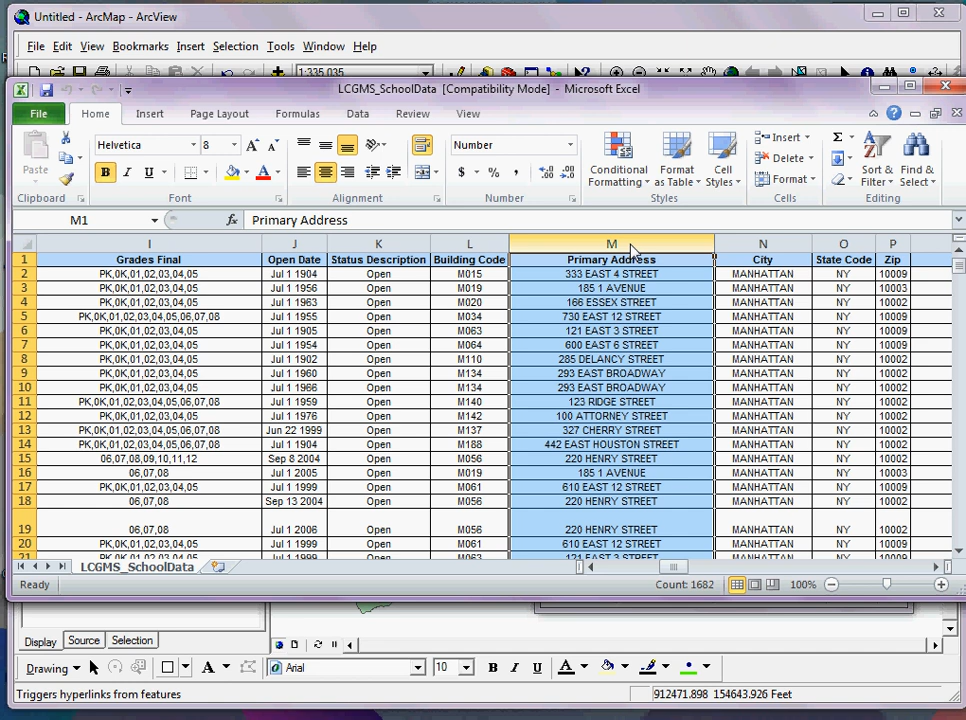 Untitled - ArcMap - ArcView
File Edit View Bookmarks Insert Selection Tools Window Help
1:335,035
LCGMS_SchoolData [Compatibility Mode] - Microsoft Excel
File Home Insert Page Layout Formulas Data Review View
Paste Helvetica 8 Number Conditional Formatting Format as Table Cell Styles Insert Delete Format Sort & Filter Find & Select
Clipboard Font Alignment Number Styles Cells Editing
M1 fx Primary Address
I J K L M N O P
1 Grades Final Open Date Status Description Building Code Primary Address City State Code Zip
2 PK,0K,01,02,03,04,05 Jul 1 1904 Open M015 333 EAST 4 STREET MANHATTAN NY 10009
3 PK,0K,01,02,03,04,05 Jul 1 1956 Open M019 185 1 AVENUE MANHATTAN NY 10003
4 PK,0K,01,02,03,04,05 Jul 1 1963 Open M020 166 ESSEX STREET MANHATTAN NY 10002
5 PK,0K,01,02,03,04,05,06,07,08 Jul 1 1955 Open M034 730 EAST 12 STREET MANHATTAN NY 10009
6 PK,0K,01,02,03,04,05 Jul 1 1905 Open M063 121 EAST 3 STREET MANHATTAN NY 10009
7 PK,0K,01,02,03,04,05 Jul 1 1954 Open M064 600 EAST 6 STREET MANHATTAN NY 10009
8 PK,0K,01,02,03,04,05 Jul 1 1902 Open M110 285 DELANCY STREET MANHATTAN NY 10002
9 PK,0K,01,02,03,04,05 Jul 1 1960 Open M134 293 EAST BROADWAY MANHATTAN NY 10002
10 PK,0K,01,02,03,04,05 Jul 1 1966 Open M134 293 EAST BROADWAY MANHATTAN NY 10002
11 PK,0K,01,02,03,04,05,06,07,08 Jul 1 1959 Open M140 123 RIDGE STREET MANHATTAN NY 10002
12 PK,0K,01,02,03,04,05 Jul 1 1976 Open M142 100 ATTORNEY STREET MANHATTAN NY 10002
13 PK,0K,01,02,03,04,05,06,07,08 Jun 22 1999 Open M137 327 CHERRY STREET MANHATTAN NY 10002
14 PK,0K,01,02,03,04,05,06,07,08 Jul 1 1904 Open M188 442 EAST HOUSTON STREET MANHATTAN NY 10002
15 06,07,08,09,10,11,12 Sep 8 2004 Open M056 220 HENRY STREET MANHATTAN NY 10002
16 06,07,08 Jul 1 2005 Open M019 185 1 AVENUE MANHATTAN NY 10003
17 PK,0K,01,02,03,04,05 Jul 1 1999 Open M061 610 EAST 12 STREET MANHATTAN NY 10009
18 06,07,08 Sep 13 2004 Open M056 220 HENRY STREET MANHATTAN NY 10002
19 06,07,08 Jul 1 2006 Open M056 220 HENRY STREET MANHATTAN NY 10002
20 PK,0K,01,02,03,04,05 Jul 1 1999 Open M061 610 EAST 12 STREET MANHATTAN NY 10009
LCGMS_SchoolData
Ready Count: 1682 100%
Display Source Selection
Drawing A Arial 10 B I U A
Triggers hyperlinks from features 912471.898 154643.926 Feet